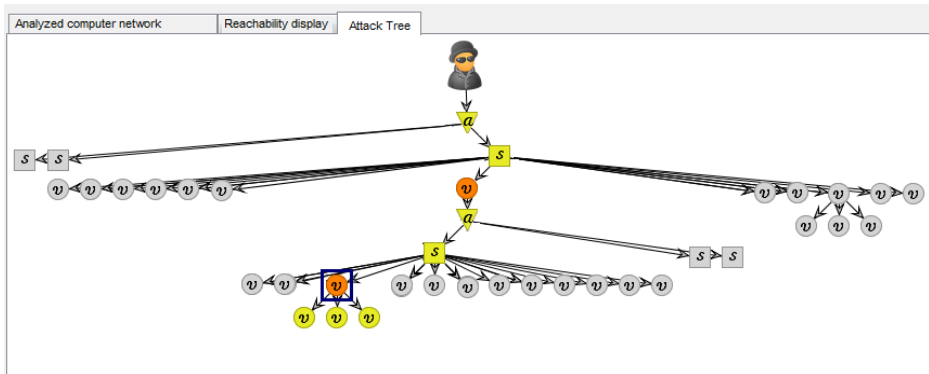 Analyzed computer network Reachability display Attack Tree
a
s s s
v v v v v v v v v v v v
a v v v
s s s
v v v v v v v v v v v v
v v v